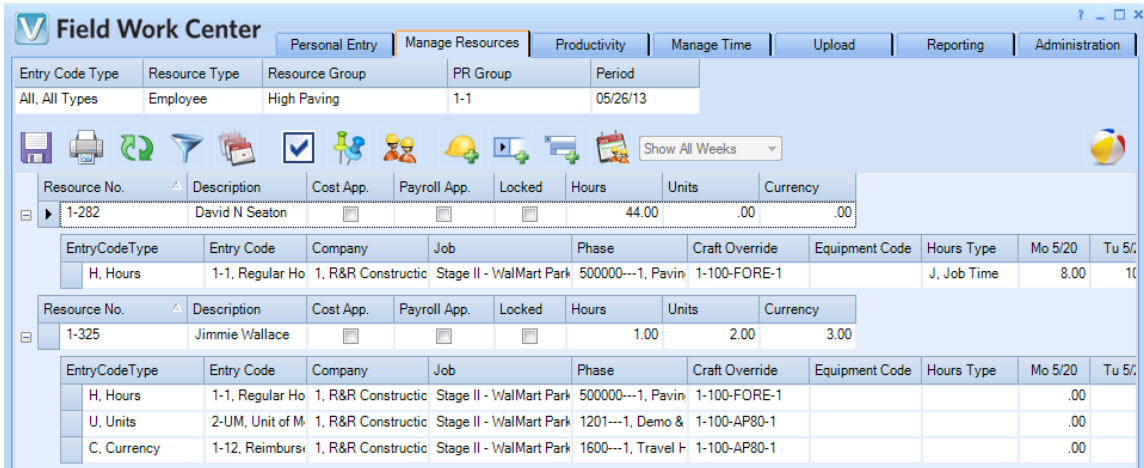 V Field Work Center
? _ □ ×
Personal Entry Manage Resources Productivity Manage Time Upload Reporting Administration
Entry Code Type Resource Type Resource Group PR Group Period
All, All Types Employee High Paving 1-1 05/26/13
Show All Weeks
Resource No. Description Cost App. Payroll App. Locked Hours Units Currency
1-282 David N Seaton 44.00 .00 .00
EntryCodeType Entry Code Company Job Phase Craft Override Equipment Code Hours Type Mo 5/20 Tu 5/2
H, Hours 1-1, Regular Ho 1, R&R Constructic Stage II - WalMart Park 500000---1, Pavin 1-100-FORE-1 J, Job Time 8.00 10
Resource No. Description Cost App. Payroll App. Locked Hours Units Currency
1-325 Jimmie Wallace 1.00 2.00 3.00
EntryCodeType Entry Code Company Job Phase Craft Override Equipment Code Hours Type Mo 5/20 Tu 5/2
H, Hours 1-1, Regular Ho 1, R&R Constructic Stage II - WalMart Park 500000---1, Pavin 1-100-FORE-1 .00
U, Units 2-UM, Unit of M 1, R&R Constructic Stage II - WalMart Park 1201---1, Demo & 1-100-AP80-1 .00
C, Currency 1-12, Reimburse 1, R&R Constructic Stage II - WalMart Park 1600---1, Travel H 1-100-AP80-1 .00